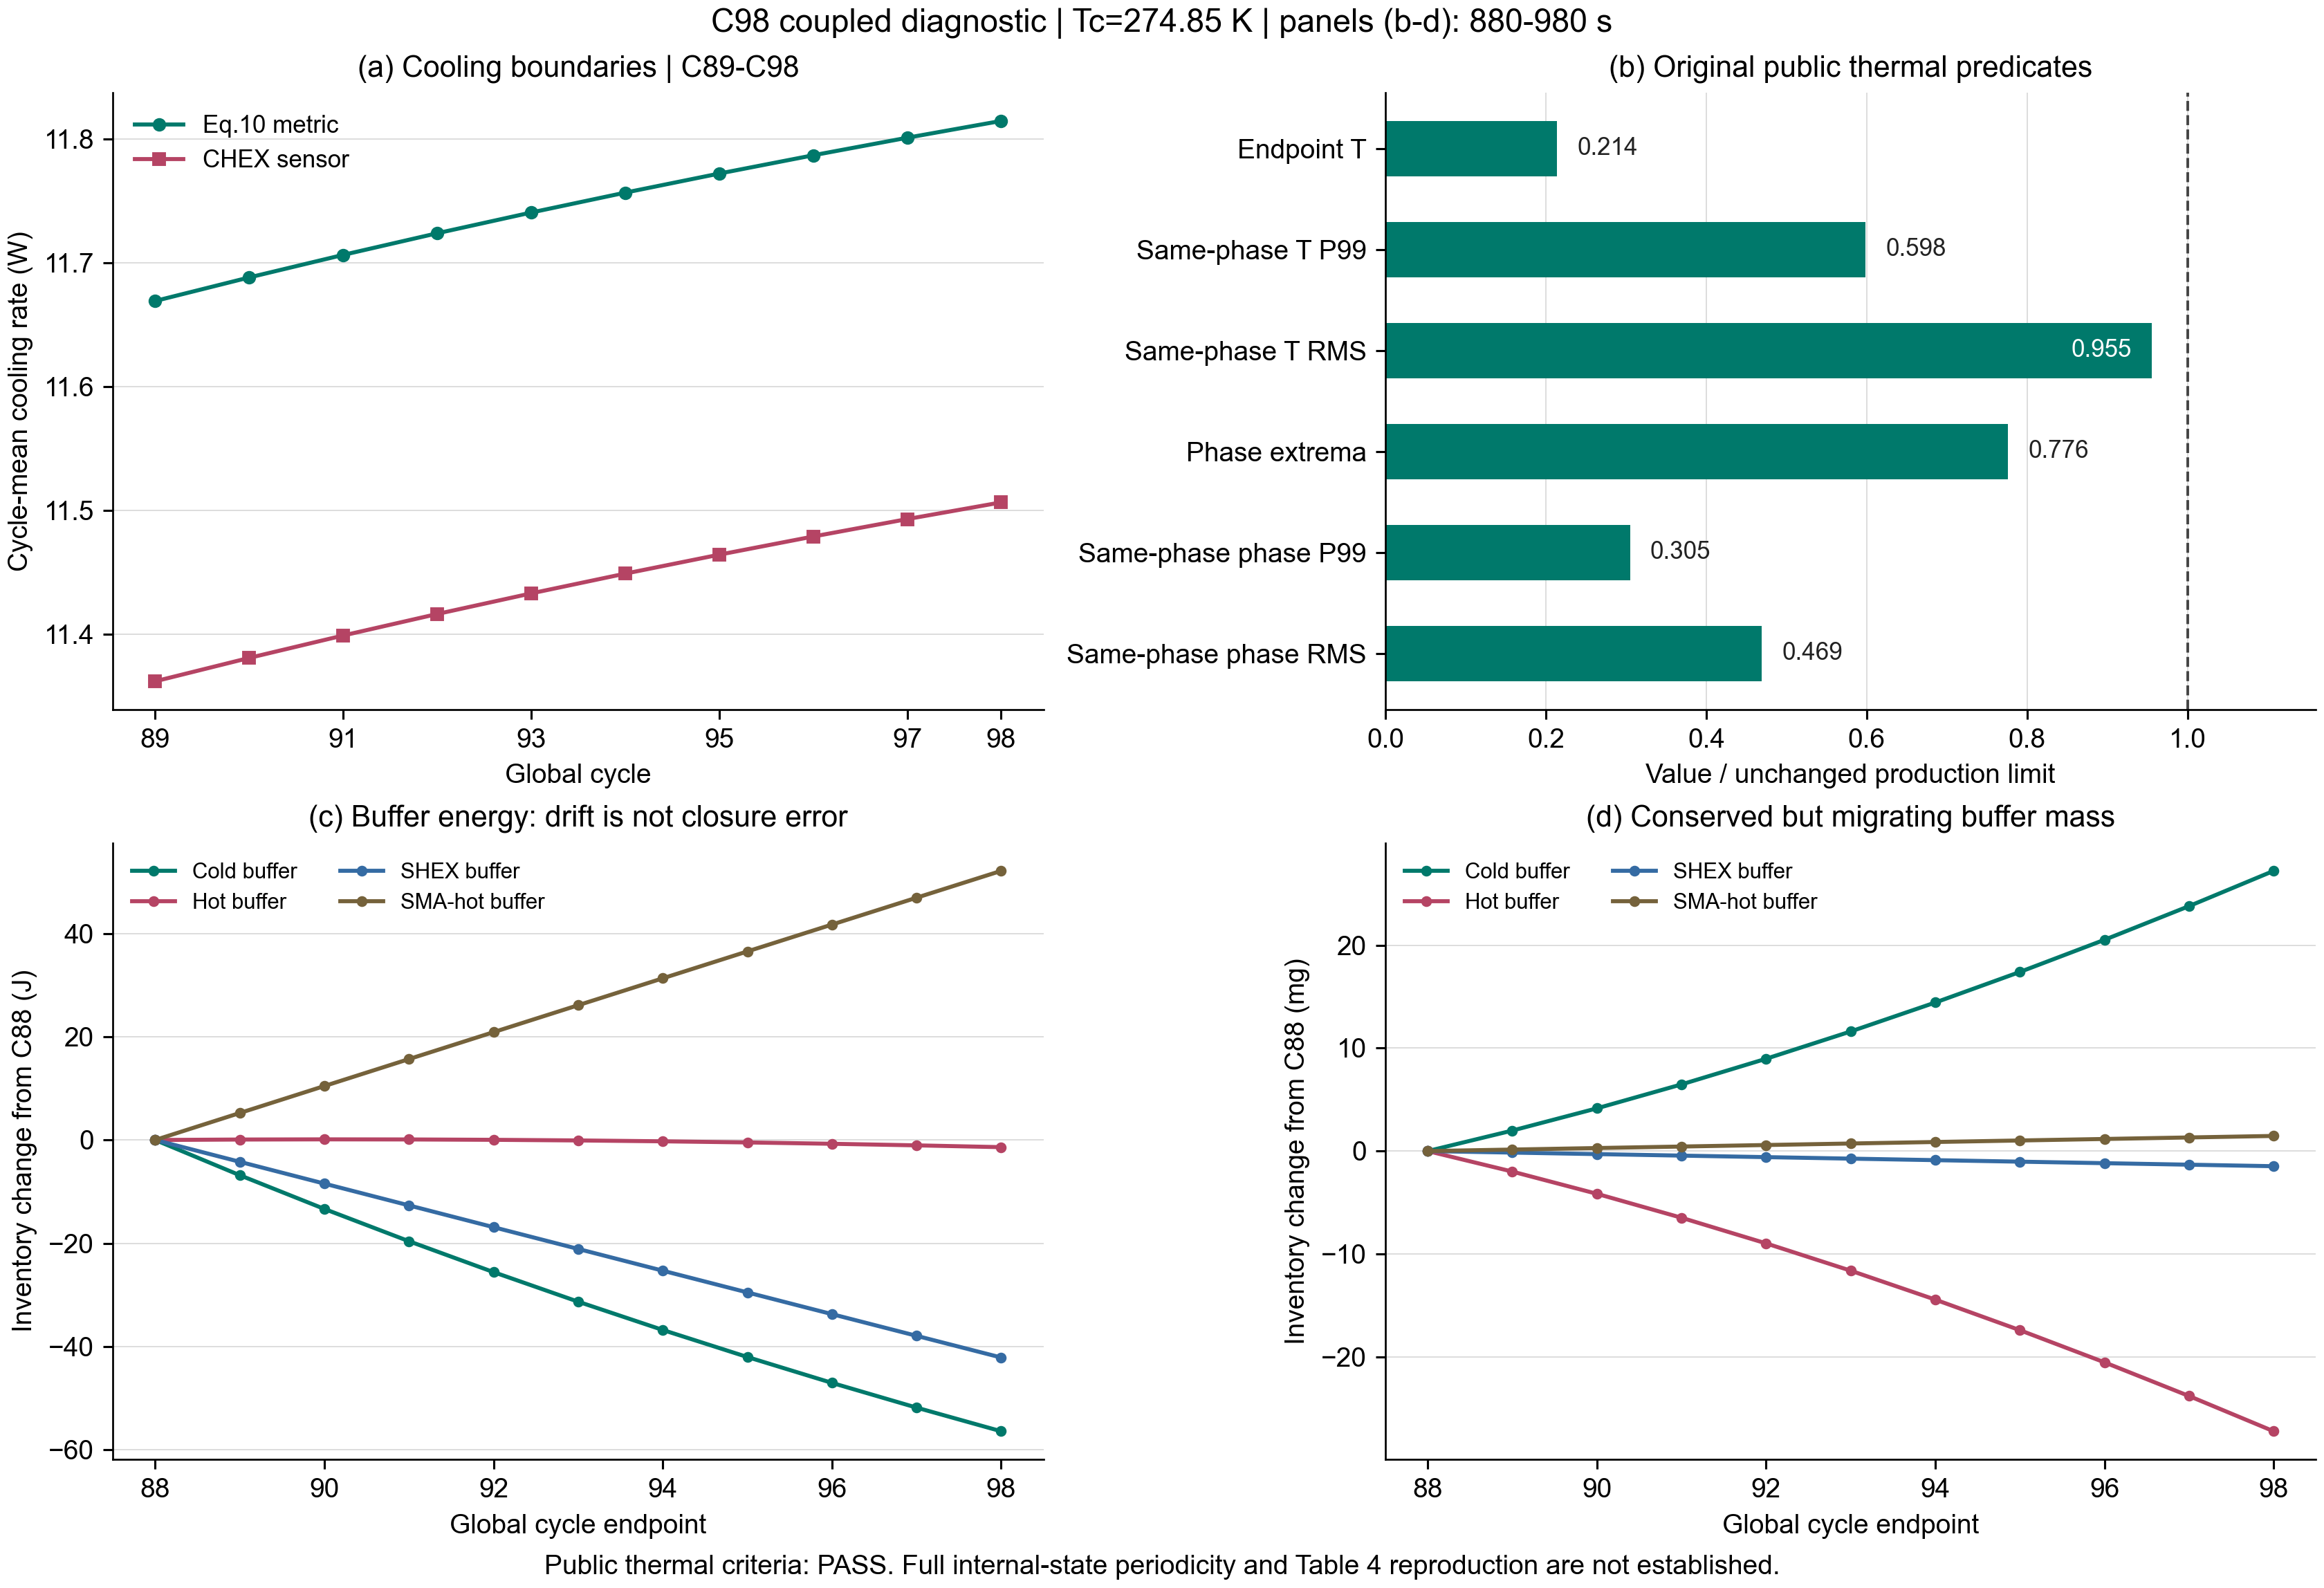 C98 coupled diagnostic | Tc=274.85 K | panels (b-d): 880-980 s
(a) Cooling boundaries | C89-C98
Eq.10 metric
CHEX sensor
Cycle-mean cooling rate (W)
11.8
11.7
11.6
11.5
11.4
89
91
93
95
97
98
Global cycle
(b) Original public thermal predicates
Endpoint T
0.214
Same-phase T P99
0.598
Same-phase T RMS
0.955
Phase extrema
0.776
Same-phase phase P99
0.305
Same-phase phase RMS
0.469
0.0
0.2
0.4
0.6
0.8
1.0
Value / unchanged production limit
(c) Buffer energy: drift is not closure error
Cold buffer
Hot buffer
SHEX buffer
SMA-hot buffer
Inventory change from C88 (J)
40
20
0
−20
−40
−60
88
90
92
94
96
98
Global cycle endpoint
(d) Conserved but migrating buffer mass
Cold buffer
Hot buffer
SHEX buffer
SMA-hot buffer
Inventory change from C88 (mg)
20
10
0
−10
−20
88
90
92
94
96
98
Global cycle endpoint
Public thermal criteria: PASS. Full internal-state periodicity and Table 4 reproduction are not established.